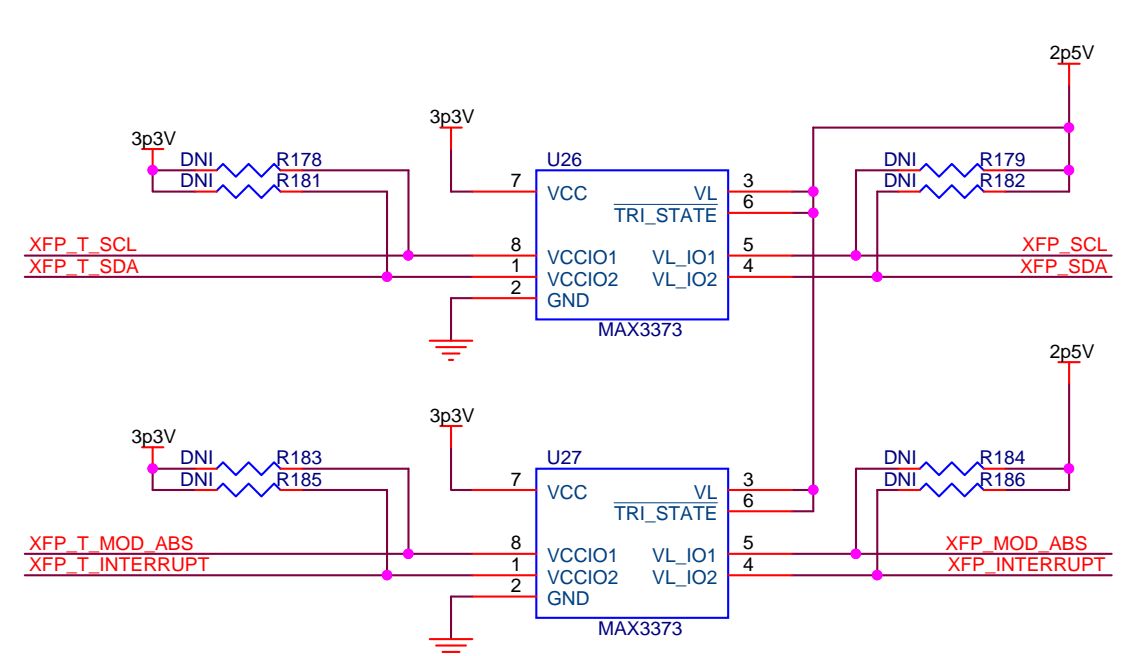 2p5V
3p3V
3p3V
DNI R178 U26 DNI R179
DNI R181 7 VCC VL 3 DNI R182
TRI_STATE 6
XFP_T_SCL 8 VCCIO1 VL_IO1 5 XFP_SCL
XFP_T_SDA 1 VCCIO2 VL_IO2 4 XFP_SDA
2 GND
MAX3373
2p5V
3p3V
3p3V
DNI R183 U27 DNI R184
DNI R185 7 VCC VL 3 DNI R186
TRI_STATE 6
XFP_T_MOD_ABS 8 VCCIO1 VL_IO1 5 XFP_MOD_ABS
XFP_T_INTERRUPT 1 VCCIO2 VL_IO2 4 XFP_INTERRUPT
2 GND
MAX3373